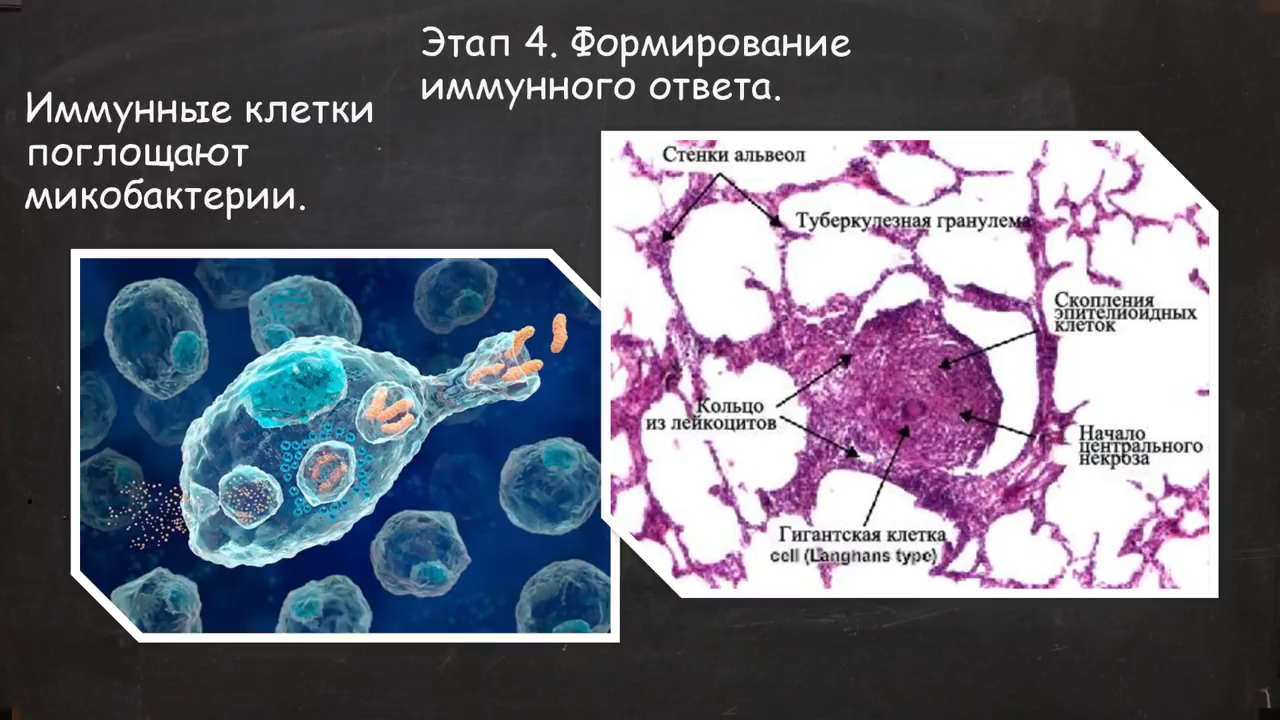 Этап 4. Формирование
иммунного ответа.
Иммунные клетки
поглощают
микобактерии.
Стенки альвеол
Туберкулезная гранулема
Скопления
эпителиоидных
клеток
Кольцо
из лейкоцитов
Начало
центрального
некроза
Гигантская клетка
cell (Langhans type)